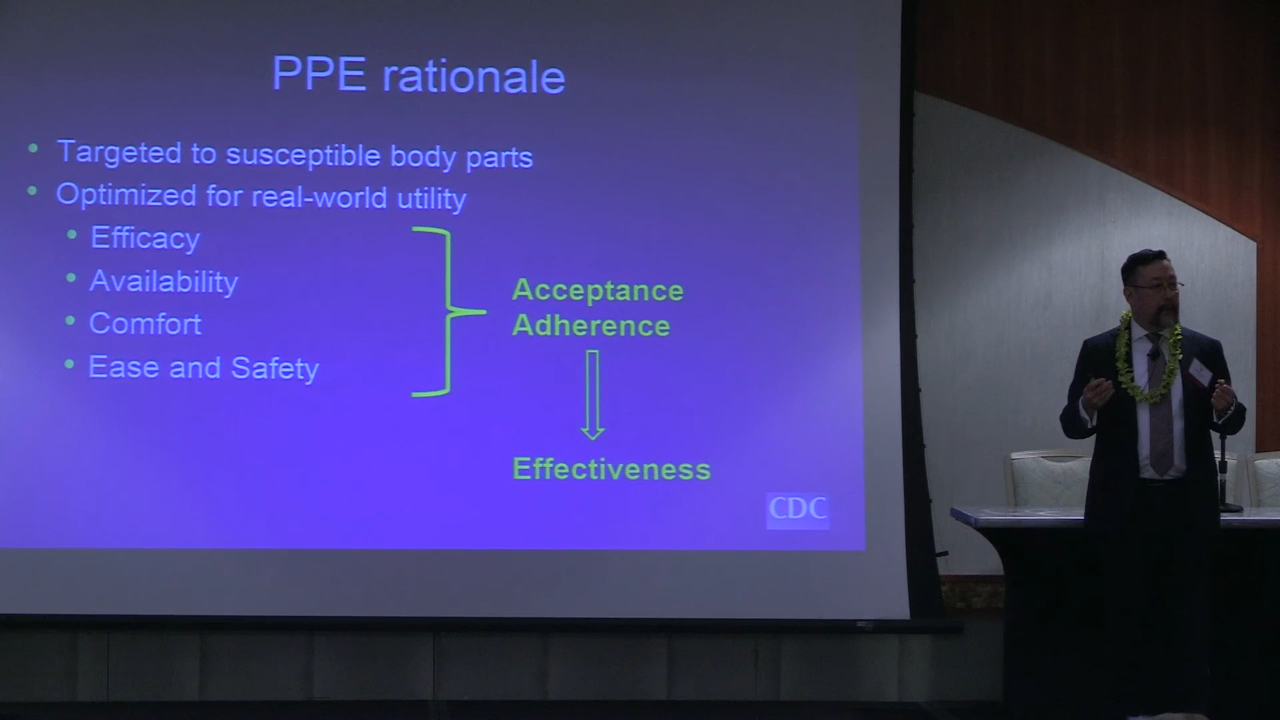 PPE rationale
• Targeted to susceptible body parts
• Optimized for real-world utility
• Efficacy
• Availability
• Comfort
• Ease and Safety
Acceptance
Adherence
Effectiveness
CDC